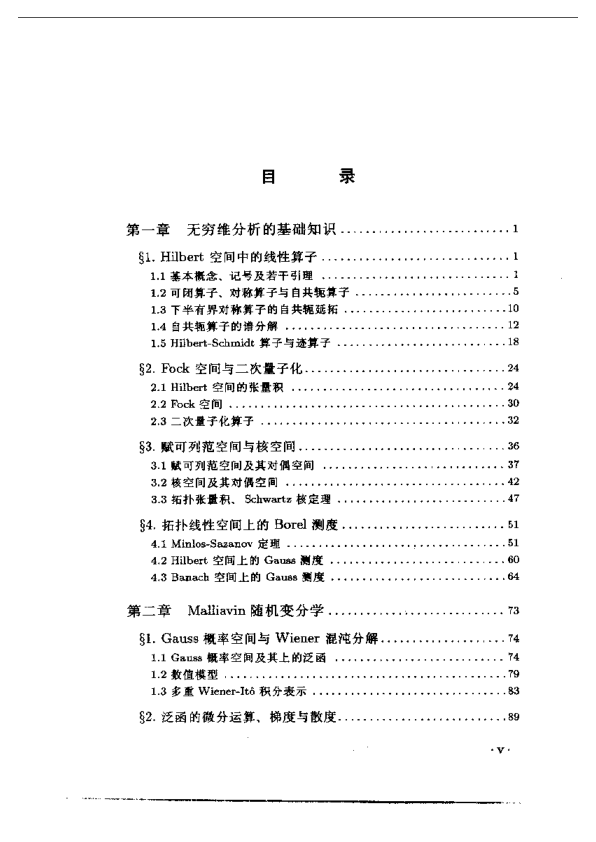 目 录
第一章 无穷维分析的基础知识 ........................... 1
§1. Hilbert 空间中的线性算子 ........................... 1
1.1 基本概念、记号及若干引理 ........................... 1
1.2 可闭算子、对称算子与自共轭算子 ........................... 5
1.3 下半有界对称算子的自共轭延拓 ........................... 10
1.4 自共轭算子的谱分解 ........................... 12
1.5 Hilbert-Schmidt 算子与迹算子 ........................... 18
§2. Fock 空间与二次量子化 ........................... 24
2.1 Hilbert 空间的张量积 ........................... 24
2.2 Fock 空间 ........................... 30
2.3 二次量子化算子 ........................... 32
§3. 赋可列范空间与核空间 ........................... 36
3.1 赋可列范空间及其对偶空间 ........................... 37
3.2 核空间及其对偶空间 ........................... 42
3.3 拓扑张量积、 Schwartz 核定理 ........................... 47
§4. 拓扑线性空间上的 Borel 测度 ........................... 51
4.1 Minlos-Sazanov 定理 ........................... 51
4.2 Hilbert 空间上的 Gauss 测度 ........................... 60
4.3 Banach 空间上的 Gauss 测度 ........................... 64
第二章 Malliavin 随机变分学 ........................... 73
§1. Gauss 概率空间与 Wiener 混沌分解 ........................... 74
1.1 Gauss 概率空间及其上的泛函 ........................... 74
1.2 数值模型 ........................... 79
1.3 多重 Wiener-Itô 积分表示 ........................... 83
§2. 泛函的微分运算、梯度与散度 ........................... 89
· V ·